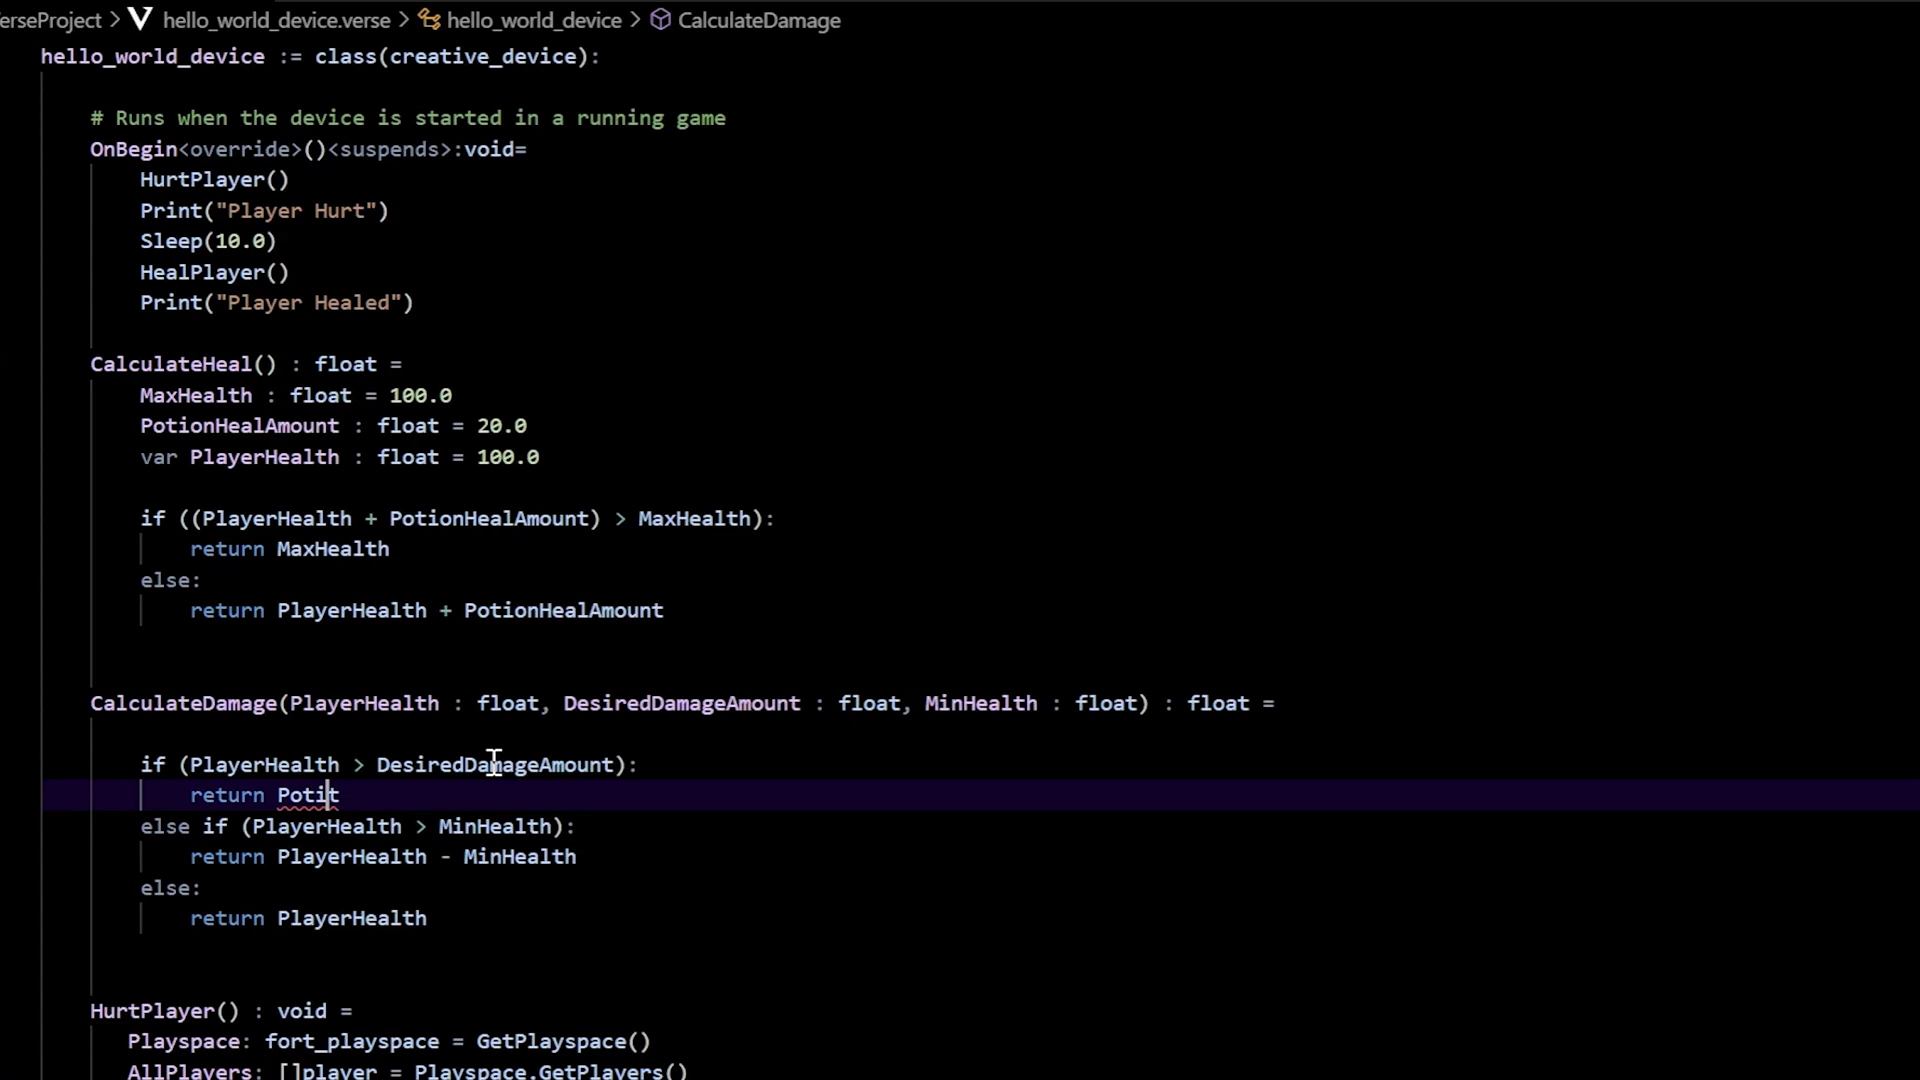 erseProject > hello_world_device.verse > hello_world_device > CalculateDamage
hello_world_device := class(creative_device):
# Runs when the device is started in a running game
OnBegin<override>()<suspends>:void=
HurtPlayer()
Print("Player Hurt")
Sleep(10.0)
HealPlayer()
Print("Player Healed")
CalculateHeal() : float =
MaxHealth : float = 100.0
PotionHealAmount : float = 20.0
var PlayerHealth : float = 100.0
if ((PlayerHealth + PotionHealAmount) > MaxHealth):
return MaxHealth
else:
return PlayerHealth + PotionHealAmount
CalculateDamage(PlayerHealth : float, DesiredDamageAmount : float, MinHealth : float) : float =
if (PlayerHealth > DesiredDamageAmount):
return Potit
else if (PlayerHealth > MinHealth):
return PlayerHealth - MinHealth
else:
return PlayerHealth
HurtPlayer() : void =
Playspace: fort_playspace = GetPlayspace()
AllPlayers: []player = Playspace.GetPlayers()